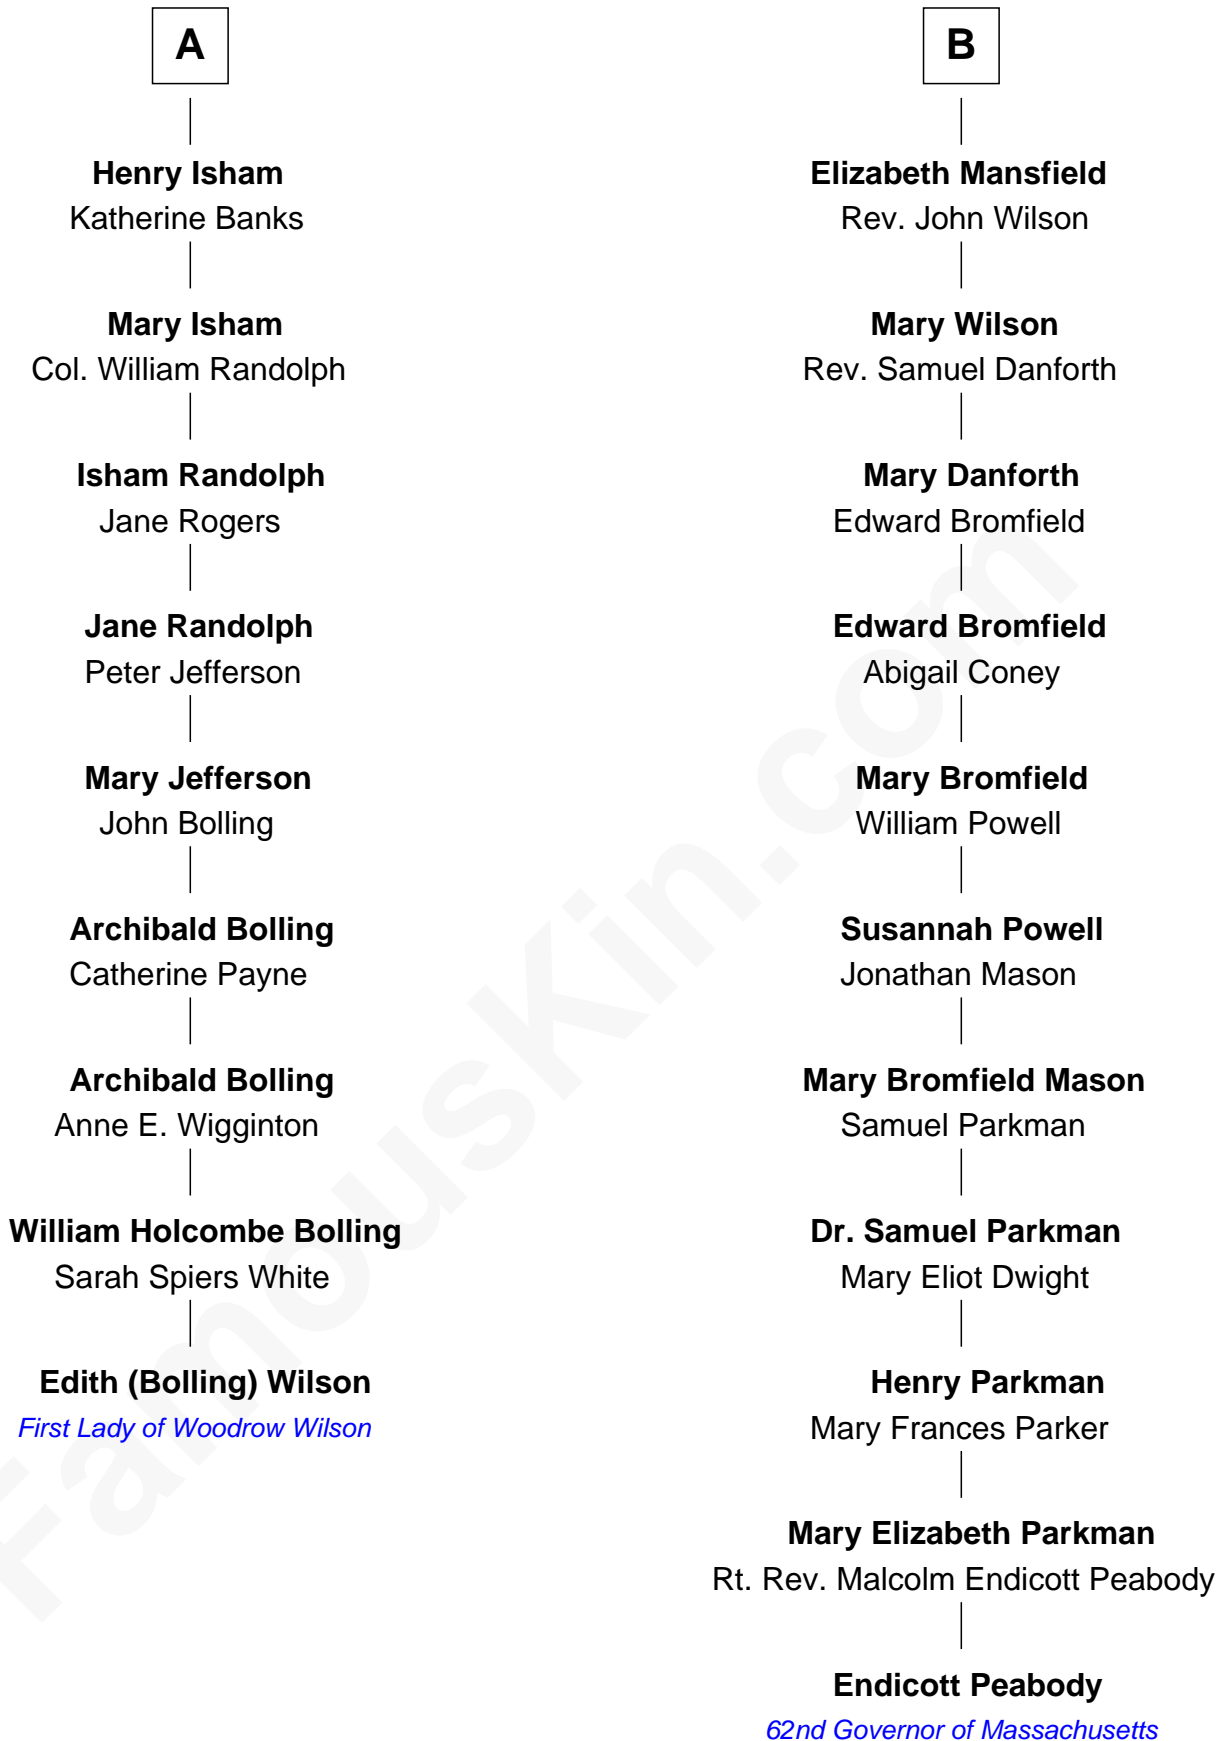 A
Henry Isham
Katherine Banks
Mary Isham
Col. William Randolph
Isham Randolph
Jane Rogers
Jane Randolph
Peter Jefferson
Mary Jefferson
John Bolling
Archibald Bolling
Catherine Payne
Archibald Bolling
Anne E. Wigginton
William Holcombe Bolling
Sarah Spiers White
Edith (Bolling) Wilson
First Lady of Woodrow Wilson
B
Elizabeth Mansfield
Rev. John Wilson
Mary Wilson
Rev. Samuel Danforth
Mary Danforth
Edward Bromfield
Edward Bromfield
Abigail Coney
Mary Bromfield
William Powell
Susannah Powell
Jonathan Mason
Mary Bromfield Mason
Samuel Parkman
Dr. Samuel Parkman
Mary Eliot Dwight
Henry Parkman
Mary Frances Parker
Mary Elizabeth Parkman
Rt. Rev. Malcolm Endicott Peabody
Endicott Peabody
62nd Governor of Massachusetts
FamousKin.com